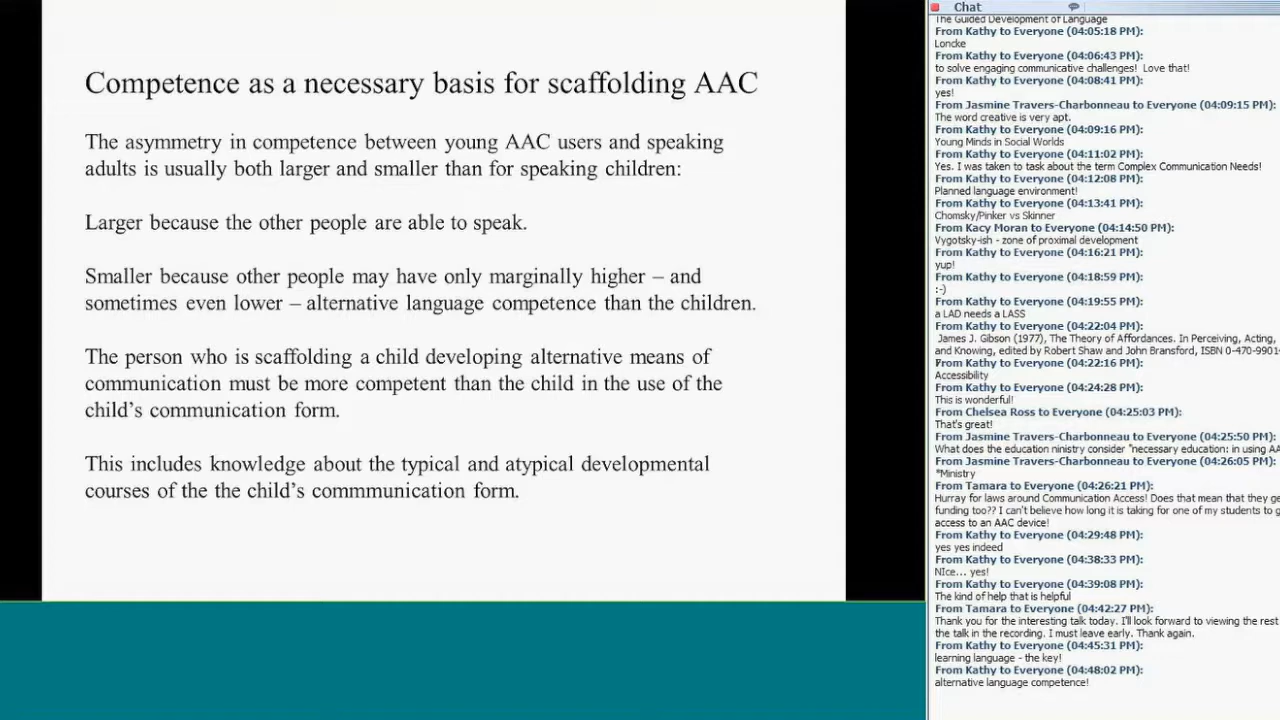 Competence as a necessary basis for scaffolding AAC
The asymmetry in competence between young AAC users and speaking
adults is usually both larger and smaller than for speaking children:
Larger because the other people are able to speak.
Smaller because other people may have only marginally higher – and
sometimes even lower – alternative language competence than the children.
The person who is scaffolding a child developing alternative means of
communication must be more competent than the child in the use of the
child’s communication form.
This includes knowledge about the typical and atypical developmental
courses of the the child’s commmunication form.
Chat
The Guided Development of Language
From Kathy to Everyone (04:05:18 PM):
Loncke
From Kathy to Everyone (04:06:43 PM):
to solve engaging communicative challenges! Love that!
From Kathy to Everyone (04:08:41 PM):
yes!
From Jasmine Travers-Charbonneau to Everyone (04:09:15 PM):
The word creative is very apt.
From Kathy to Everyone (04:09:16 PM):
Young Minds in Social Worlds
From Kathy to Everyone (04:11:02 PM):
Yes. I was taken to task about the term Complex Communication Needs!
From Kathy to Everyone (04:12:08 PM):
Planned language environment!
From Kathy to Everyone (04:13:41 PM):
Chomsky/Pinker vs Skinner
From Kacy Moran to Everyone (04:14:50 PM):
Vygotsky-ish - zone of proximal development
From Kathy to Everyone (04:16:21 PM):
yup!
From Kathy to Everyone (04:18:59 PM):
:-)
From Kathy to Everyone (04:19:55 PM):
a LAD needs a LASS
From Kathy to Everyone (04:22:04 PM):
James J. Gibson (1977), The Theory of Affordances. In Perceiving, Acting,
and Knowing, edited by Robert Shaw and John Bransford, ISBN 0-470-9901
From Kathy to Everyone (04:22:16 PM):
Accessibility
From Kathy to Everyone (04:24:28 PM):
This is wonderful!
From Chelsea Ross to Everyone (04:25:03 PM):
That's great!
From Jasmine Travers-Charbonneau to Everyone (04:25:50 PM):
What does the education ninistry consider "necessary education: in using AA
From Jasmine Travers-Charbonneau to Everyone (04:26:05 PM):
*Ministry
From Tamara to Everyone (04:26:21 PM):
Hurray for laws around Communication Access! Does that mean that they ge
funding too?? I can't believe how long it is taking for one of my students to g
access to an AAC device!
From Kathy to Everyone (04:29:48 PM):
yes yes indeed
From Kathy to Everyone (04:38:33 PM):
NIce... yes!
From Kathy to Everyone (04:39:08 PM):
The kind of help that is helpful
From Tamara to Everyone (04:42:27 PM):
Thank you for the interesting talk today. I'll look forward to viewing the rest
the talk in the recording. I must leave early. Thank again.
From Kathy to Everyone (04:45:31 PM):
learning language - the key!
From Kathy to Everyone (04:48:02 PM):
alternative language competence!